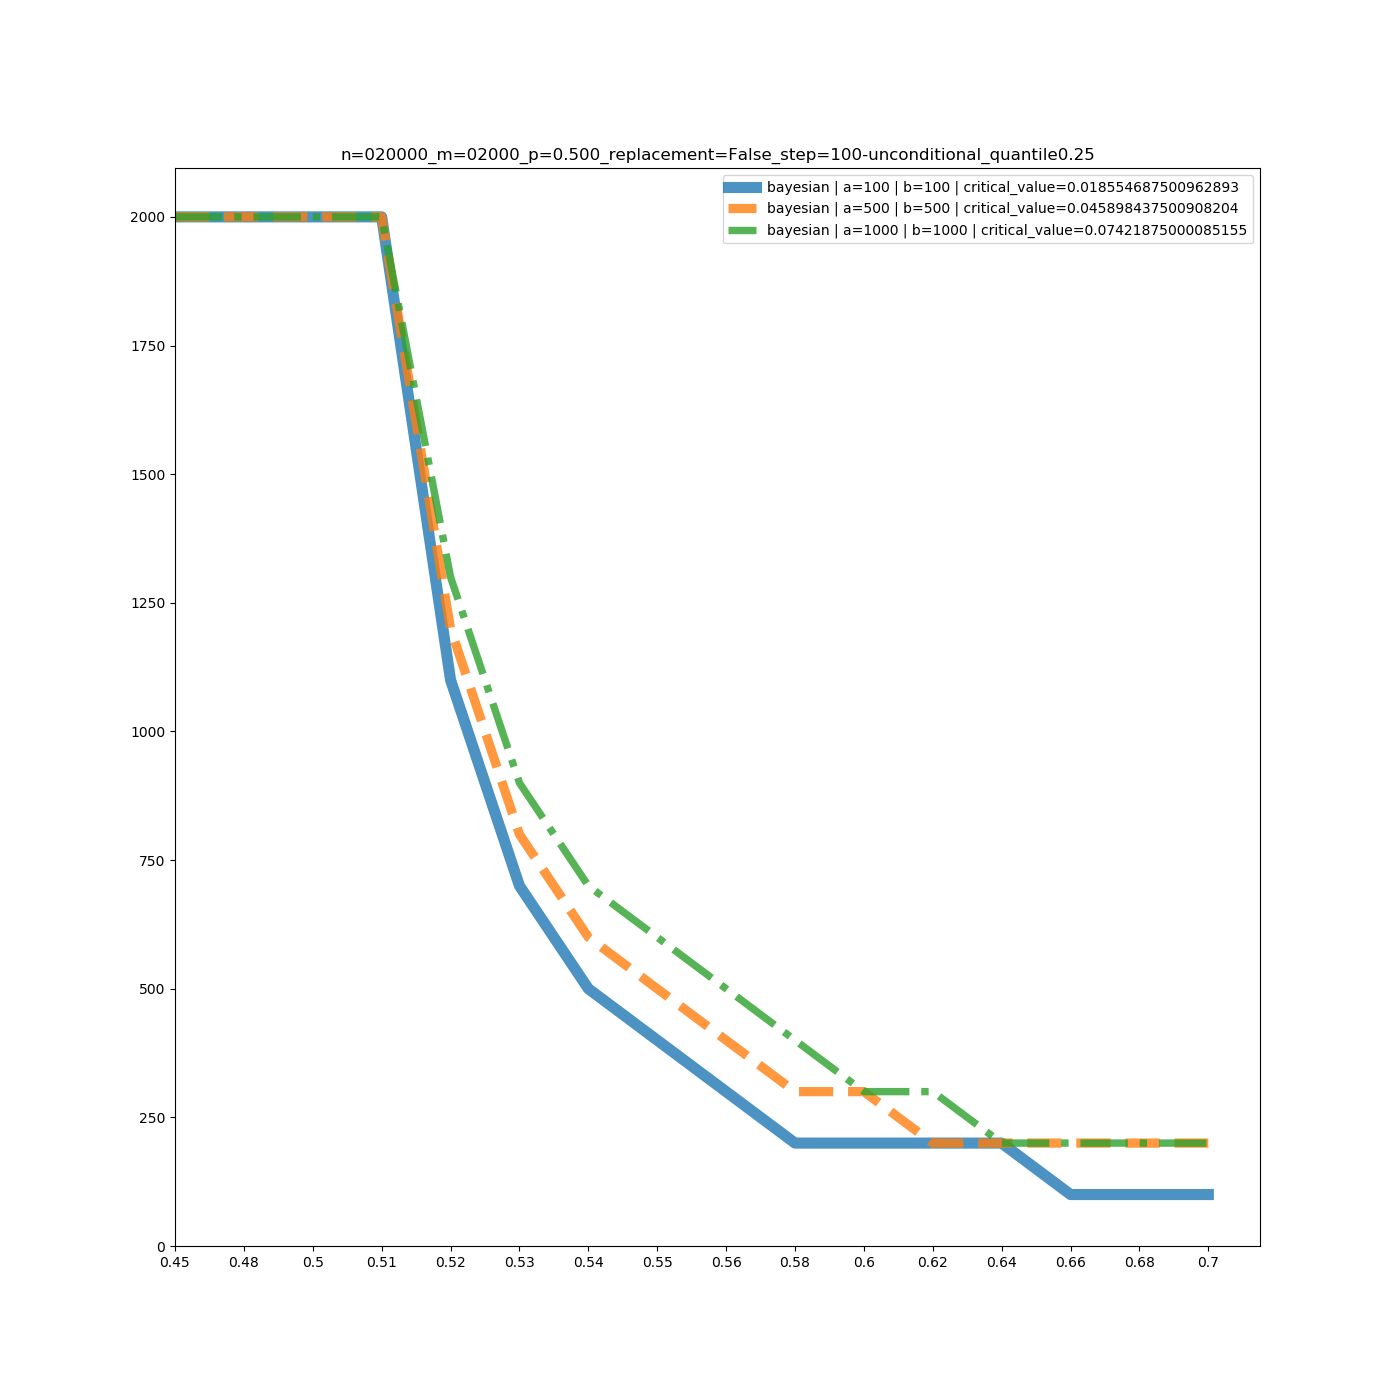 n=020000_m=02000_p=0.500_replacement=False_step=100-unconditional_quantile0.25
bayesian | a=100 | b=100 | critical_value=0.018554687500962893
bayesian | a=500 | b=500 | critical_value=0.045898437500908204
bayesian | a=1000 | b=1000 | critical_value=0.07421875000085155
2000
1750
1500
1250
1000
750
500
250
0
0.45 0.48 0.5 0.51 0.52 0.53 0.54 0.55 0.56 0.58 0.6 0.62 0.64 0.66 0.68 0.7